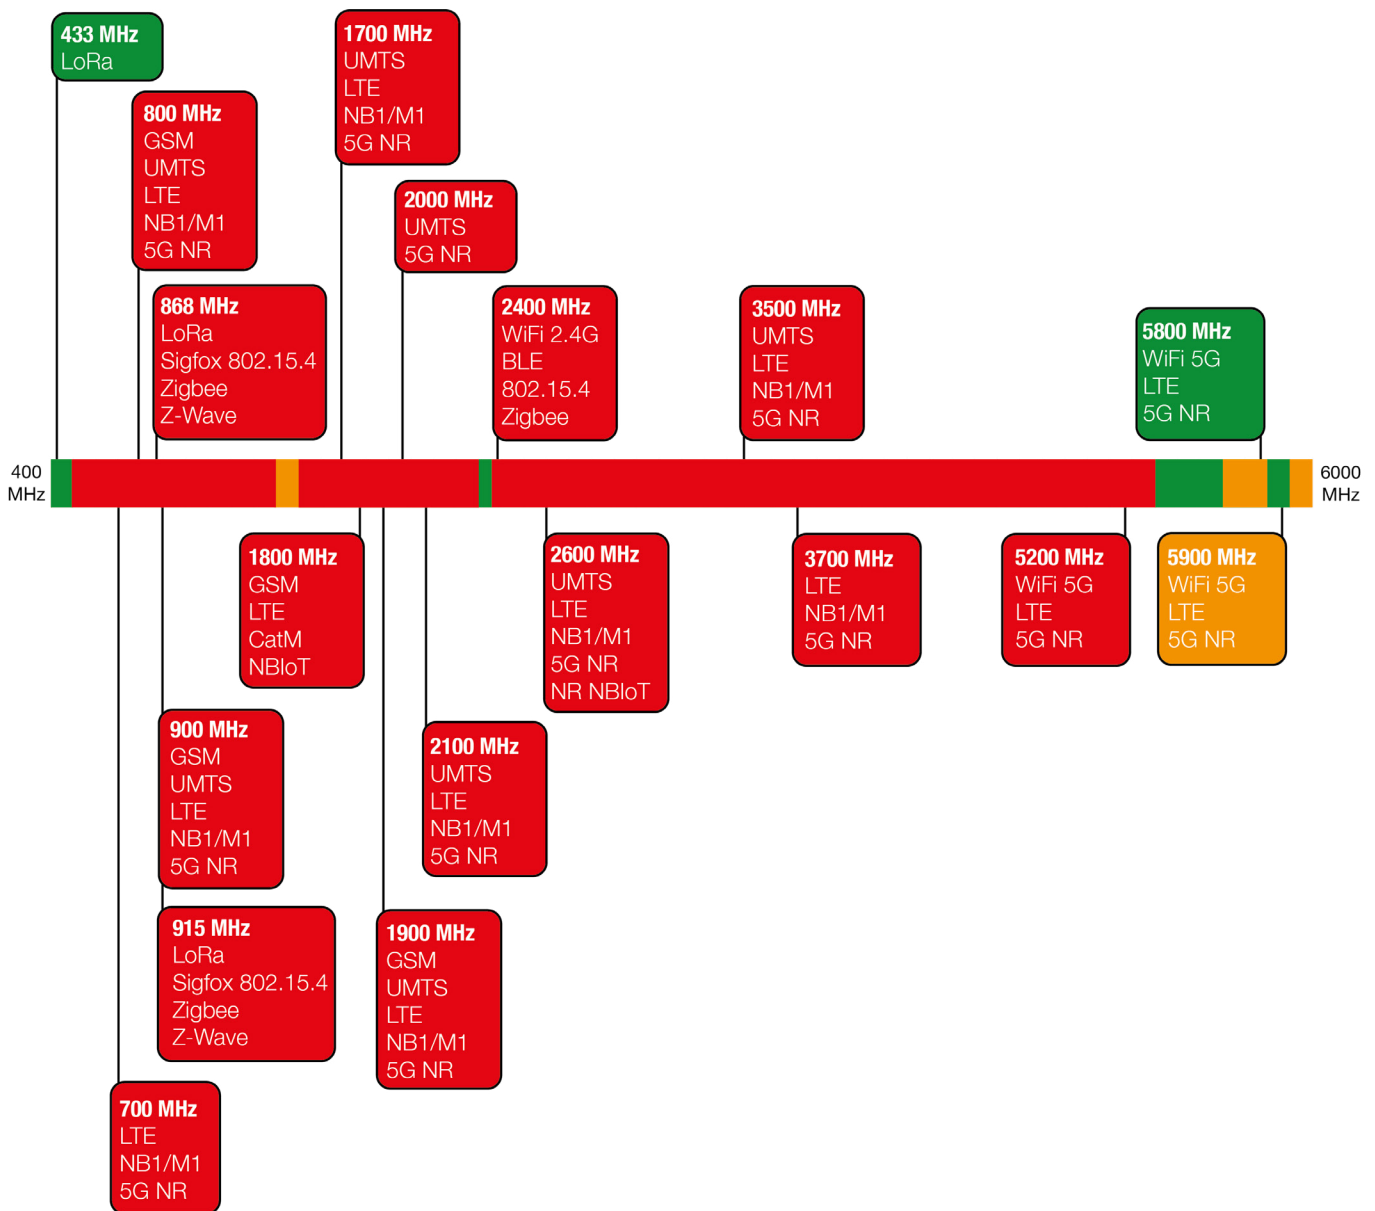 433 MHz
LoRa
1700 MHz
UMTS
LTE
NB1/M1
5G NR
800 MHz
GSM
UMTS
LTE
NB1/M1
5G NR
2000 MHz
UMTS
5G NR
868 MHz
LoRa
Sigfox 802.15.4
Zigbee
Z-Wave
2400 MHz
WiFi 2.4G
BLE
802.15.4
Zigbee
3500 MHz
UMTS
LTE
NB1/M1
5G NR
5800 MHz
WiFi 5G
LTE
5G NR
400
MHz
6000
MHz
1800 MHz
GSM
LTE
CatM
NBIoT
2600 MHz
UMTS
LTE
NB1/M1
5G NR
NR NBIoT
3700 MHz
LTE
NB1/M1
5G NR
5200 MHz
WiFi 5G
LTE
5G NR
5900 MHz
WiFi 5G
LTE
5G NR
900 MHz
GSM
UMTS
LTE
NB1/M1
5G NR
2100 MHz
UMTS
LTE
NB1/M1
5G NR
915 MHz
LoRa
Sigfox 802.15.4
Zigbee
Z-Wave
1900 MHz
GSM
UMTS
LTE
NB1/M1
5G NR
700 MHz
LTE
NB1/M1
5G NR